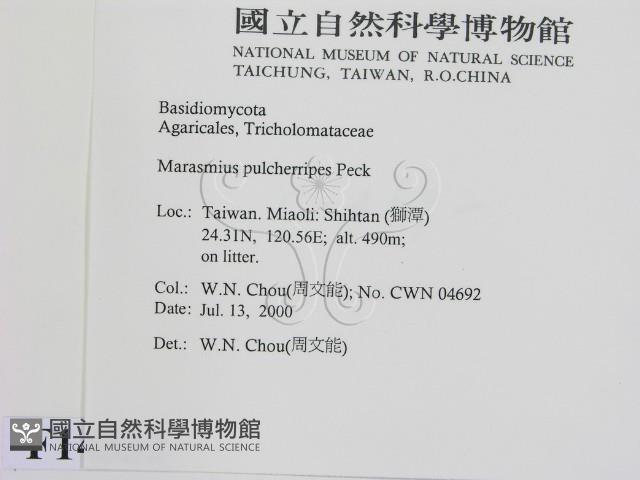 國立自然科學博物館
NATIONAL MUSEUM OF NATURAL SCIENCE
TAICHUNG, TAIWAN, R.O.CHINA
Basidiomycota
Agaricales, Tricholomataceae
Marasmius pulcherripes Peck
Loc.: Taiwan. Miaoli: Shihtan (獅潭)
24.31N, 120.56E; alt. 490m;
on litter.
Col.: W.N. Chou(周文能); No. CWN 04692
Date: Jul. 13, 2000
Det.: W.N. Chou(周文能)
國立自然科學博物館
NATIONAL MUSEUM OF NATURAL SCIENCE